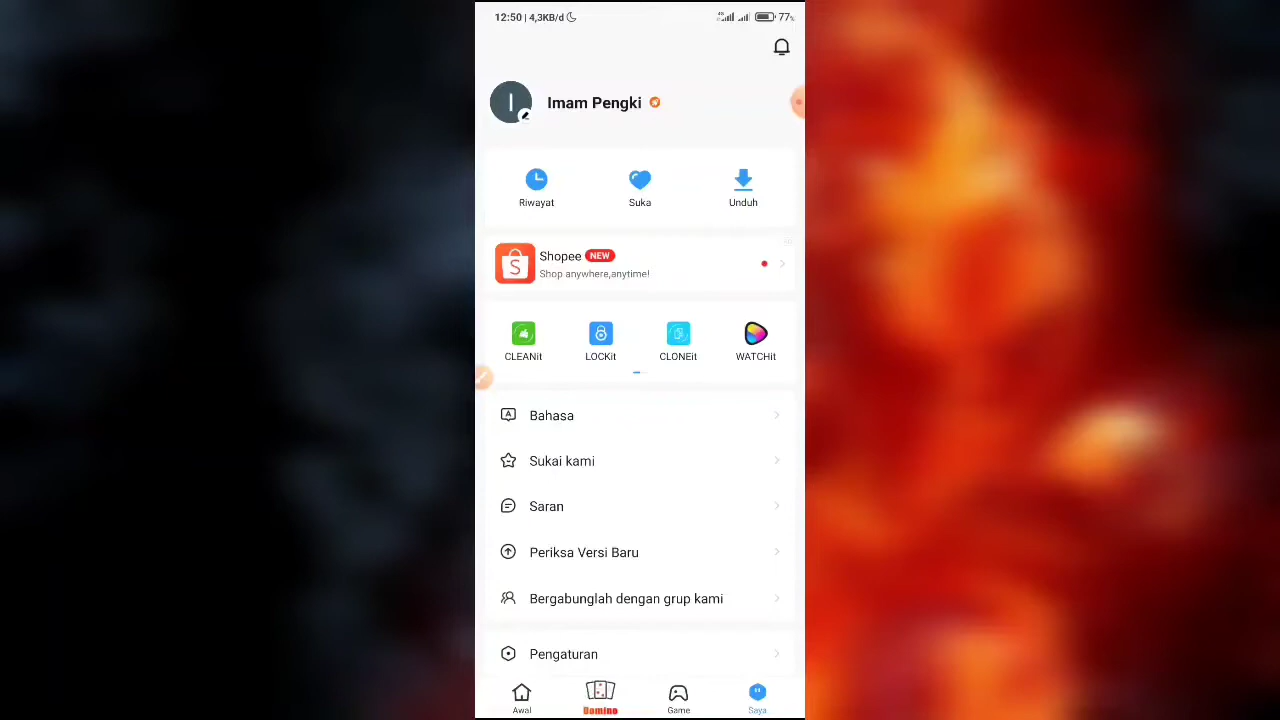 12:50 | 4,3KB/d
77%
I
Imam Pengki
Riwayat
Suka
Unduh
Shopee NEW
Shop anywhere,anytime!
CLEANit
LOCKit
CLONEit
WATCHit
Bahasa
Sukai kami
Saran
Periksa Versi Baru
Bergabunglah dengan grup kami
Pengaturan
Awal
Domino
Game
Saya